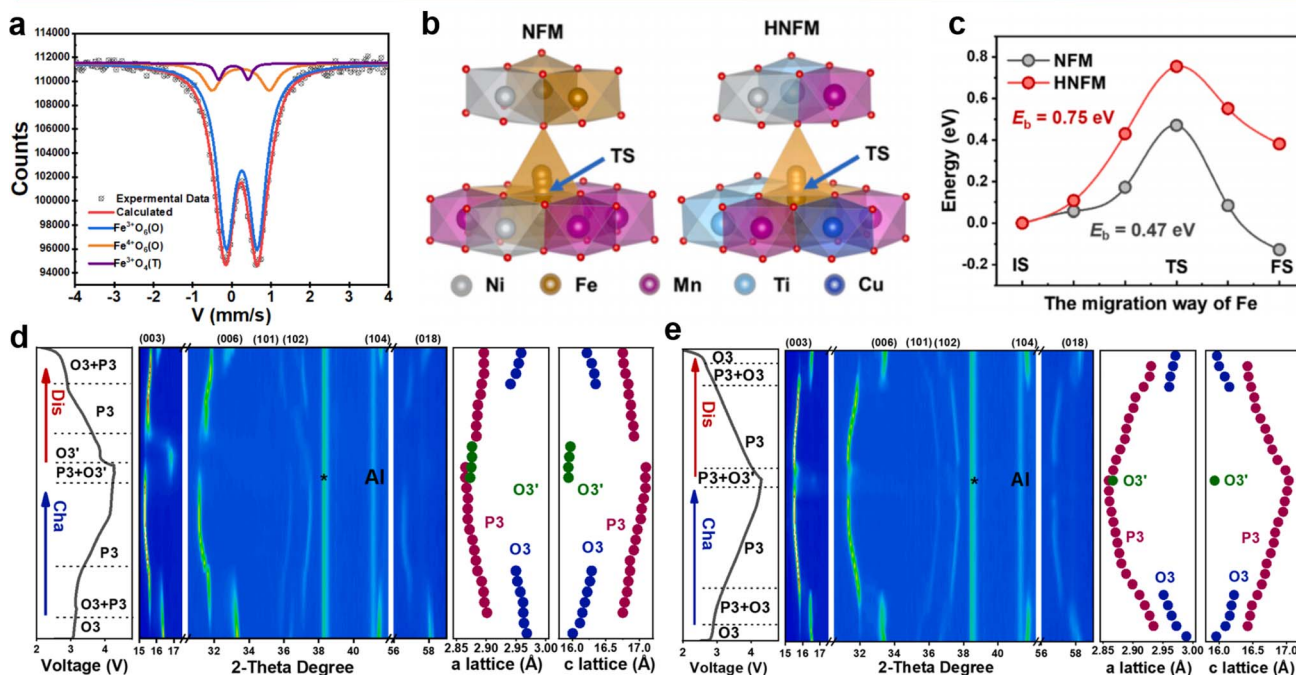 a
114000
112000
110000
108000
106000
104000
102000
100000
98000
96000
94000
Counts
Expermental Data
Calculated
Fe³⁺O₆(O)
Fe⁴⁺O₆(O)
Fe³⁺O₄(T)
-4 -3 -2 -1 0 1 2 3 4
V (mm/s)
b
NFM HNFM
TS TS
Ni Fe Mn Ti Cu
c
0.8
0.6
0.4
0.2
0.0
-0.2
Energy (eV)
NFM
HNFM
E_b = 0.75 eV
E_b = 0.47 eV
IS TS FS
The migration way of Fe
d
(003) (006) (101) (102) (104) (018)
O3+P3
Dis
P3
O3'
P3+O3'
Cha
P3
O3+P3
O3
* Al
O3'
P3
O3
2 3 4
Voltage (V)
15 16 17 32 34 36 38 40 42 56 58
2-Theta Degree
2.85 2.90 2.95 3.00
a lattice (Å)
16.0 16.5 17.0
c lattice (Å)
e
(003) (006) (101) (102) (104) (018)
O3
P3+O3
Dis
P3
P3+O3'
Cha
P3
P3+O3
O3
* Al
O3' O3'
P3 P3
O3 O3
2 3 4
Voltage (V)
15 16 17 32 34 36 38 40 42 56 58
2-Theta Degree
2.85 2.90 2.95 3.00
a lattice (Å)
16.0 16.5 17.0
c lattice (Å)